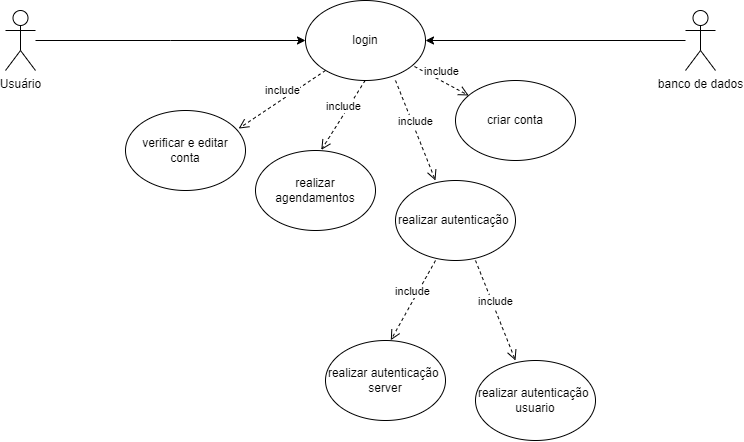 login
Usuário
banco de dados
include
include
include
include
criar conta
verificar e editar
conta
realizar
agendamentos
realizar autenticação
include
include
realizar autenticação
server
realizar autenticação
usuario